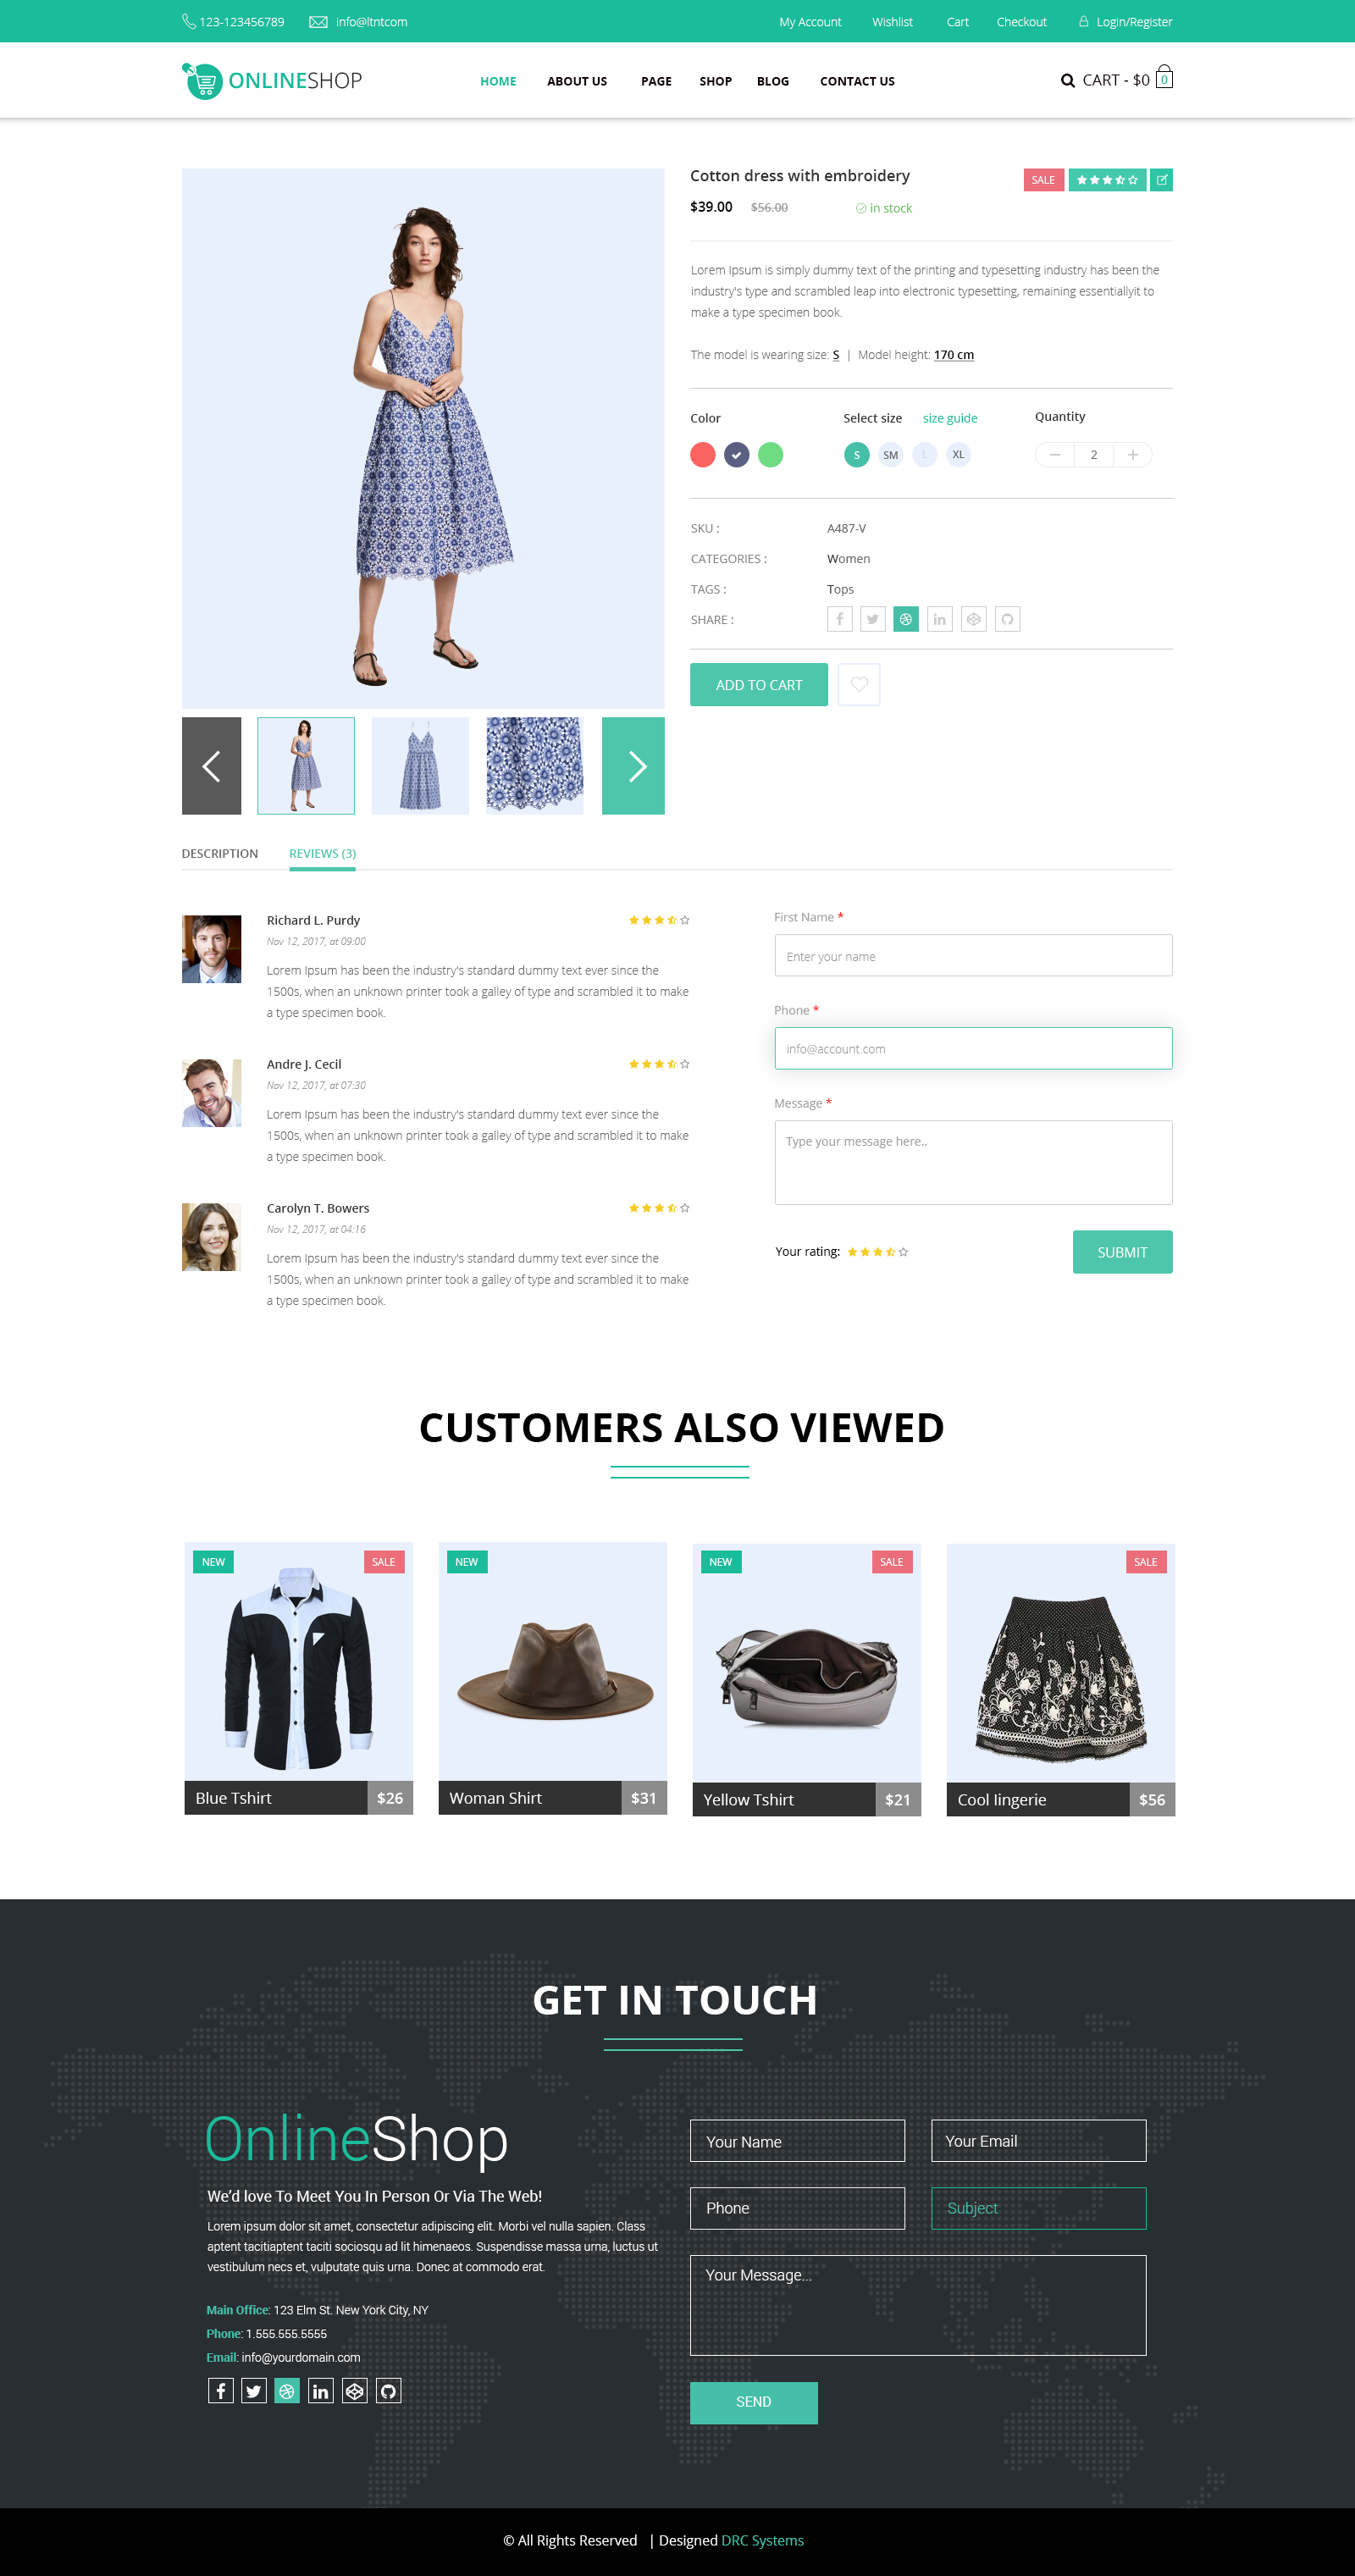 123-123456789 info@ltntcom My Account Wishlist Cart Checkout Login/Register
ONLINESHOP HOME ABOUT US PAGE SHOP BLOG CONTACT US CART - $0 0
Cotton dress with embroidery SALE
$39.00 $56.00 in stock
Lorem Ipsum is simply dummy text of the printing and typesetting industry has been the
industry's type and scrambled leap into electronic typesetting, remaining essentiallyit to
make a type specimen book.
The model is wearing size: S | Model height: 170 cm
Color Select size size guide Quantity
S SM L XL 2
SKU : A487-V
CATEGORIES : Women
TAGS : Tops
SHARE :
ADD TO CART
DESCRIPTION REVIEWS (3)
Richard L. Purdy
Nov 12, 2017, at 09:00
Lorem Ipsum has been the industry's standard dummy text ever since the
1500s, when an unknown printer took a galley of type and scrambled it to make
a type specimen book.
Andre J. Cecil
Nov 12, 2017, at 07:30
Lorem Ipsum has been the industry's standard dummy text ever since the
1500s, when an unknown printer took a galley of type and scrambled it to make
a type specimen book.
Carolyn T. Bowers
Nov 12, 2017, at 04:16
Lorem Ipsum has been the industry's standard dummy text ever since the
1500s, when an unknown printer took a galley of type and scrambled it to make
a type specimen book.
First Name *
Enter your name
Phone *
info@account.com
Message *
Type your message here..
Your rating: SUBMIT
CUSTOMERS ALSO VIEWED
NEW SALE NEW NEW SALE SALE
Blue Tshirt $26 Woman Shirt $31 Yellow Tshirt $21 Cool lingerie $56
GET IN TOUCH
OnlineShop
We'd love To Meet You In Person Or Via The Web!
Lorem ipsum dolor sit amet, consectetur adipiscing elit. Morbi vel nulla sapien. Class
aptent tacitiaptent taciti sociosqu ad lit himenaeos. Suspendisse massa urna, luctus ut
vestibulum necs et, vulputate quis urna. Donec at commodo erat.
Main Office: 123 Elm St. New York City, NY
Phone: 1.555.555.5555
Email: info@yourdomain.com
Your Name Your Email
Phone Subject
Your Message...
SEND
© All Rights Reserved | Designed DRC Systems